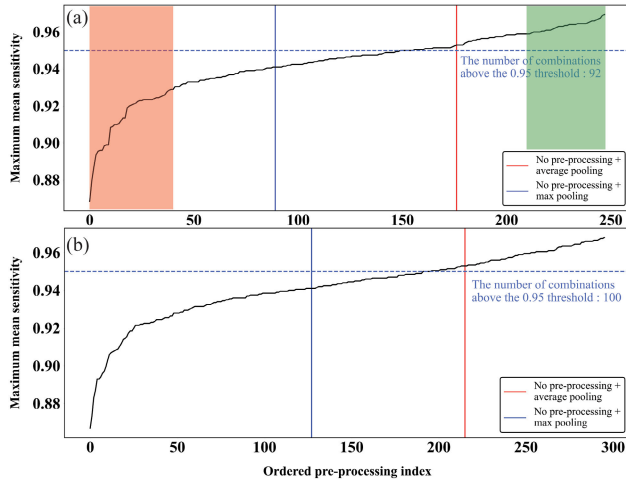 (a)
Maximum mean sensitivity
0.96
0.94
0.92
0.90
0.88
The number of combinations
above the 0.95 threshold : 92
No pre-processing +
average pooling
No pre-processing +
max pooling
0
50
100
150
200
250
(b)
Maximum mean sensitivity
0.96
0.94
0.92
0.90
0.88
The number of combinations
above the 0.95 threshold : 100
No pre-processing +
average pooling
No pre-processing +
max pooling
0
50
100
150
200
250
300
Ordered pre-processing index